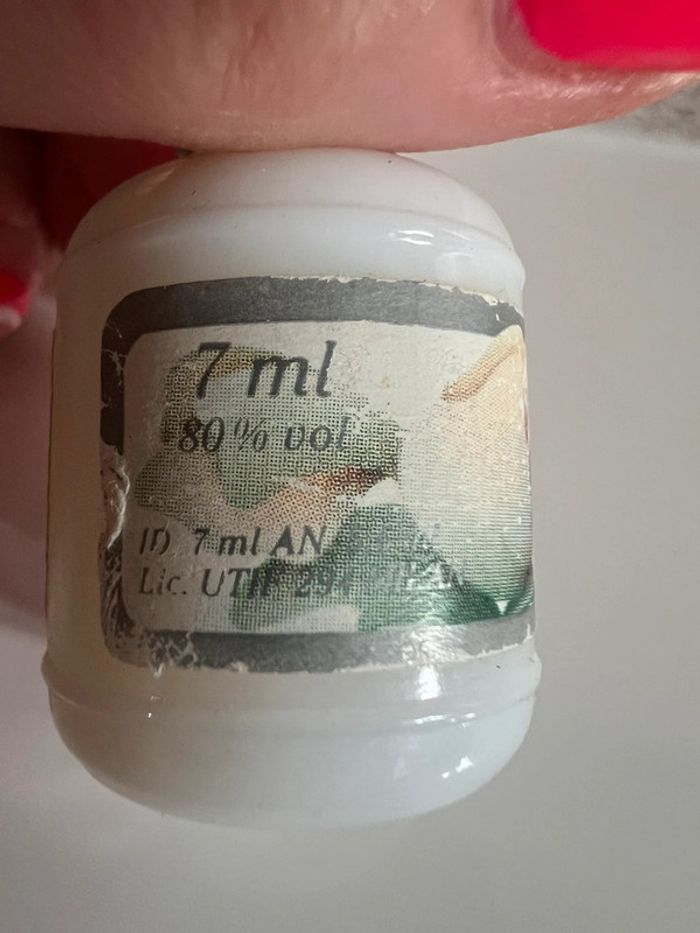 7 ml
80% vol
ID. 7 ml AN
Lic. UTIF 294